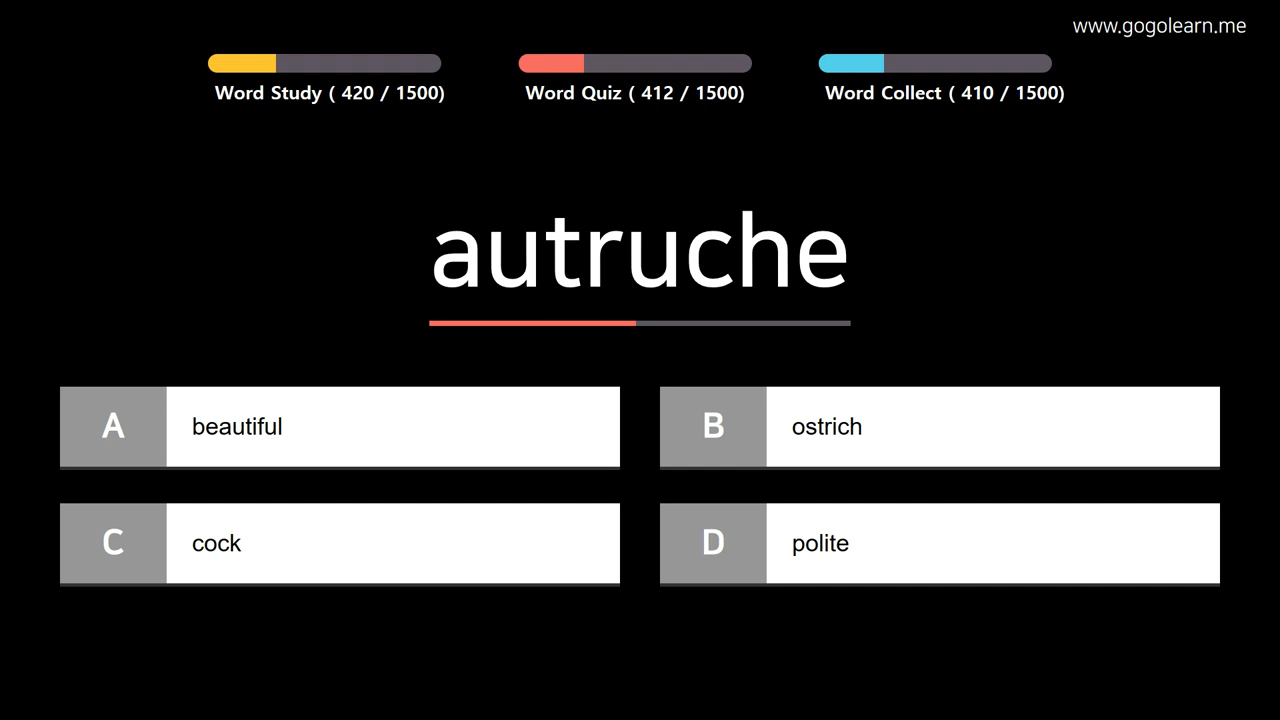 www.gogolearn.me
Word Study ( 420 / 1500)
Word Quiz ( 412 / 1500)
Word Collect ( 410 / 1500)
autruche
A beautiful
B ostrich
C cock
D polite